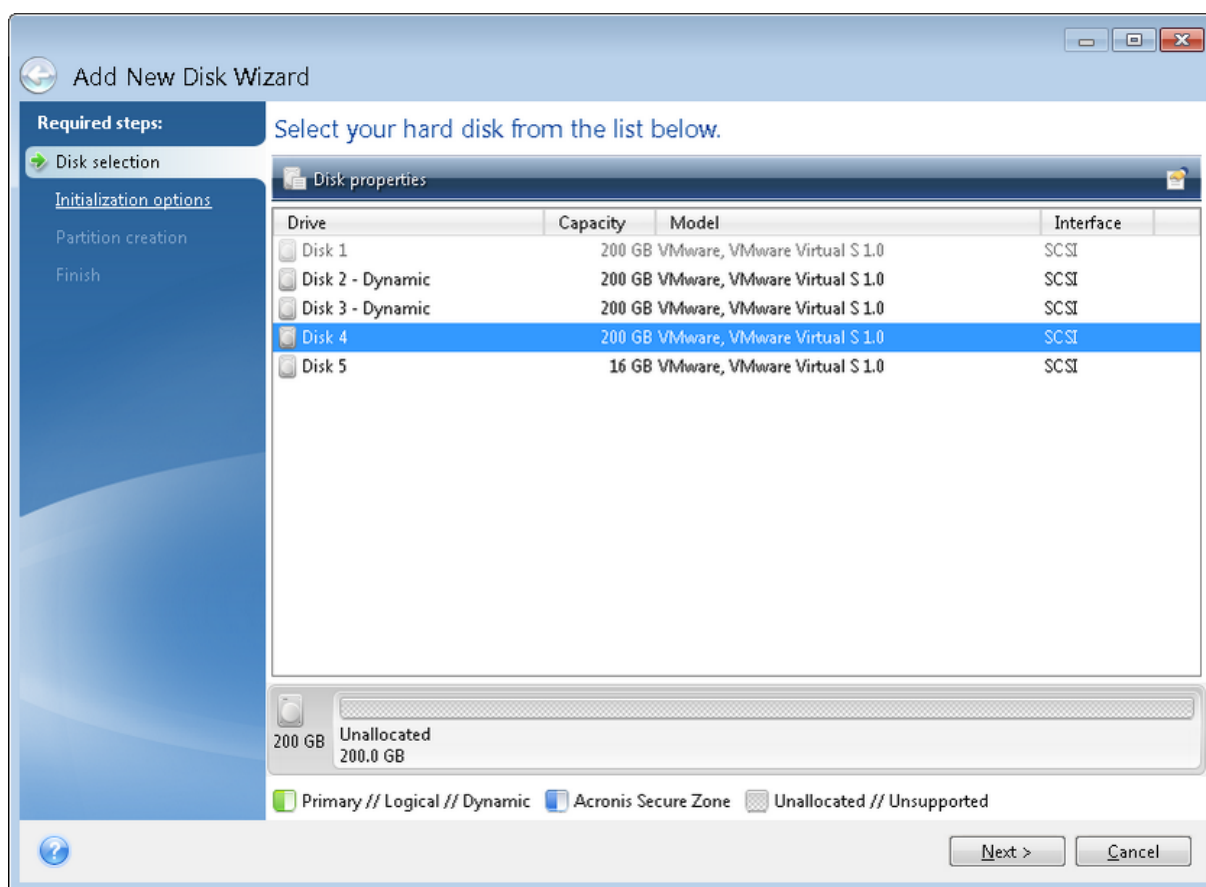 Add New Disk Wizard
Required steps:
Disk selection
Initialization options
Partition creation
Finish
Select your hard disk from the list below.
Disk properties
Drive Capacity Model Interface
Disk 1 200 GB VMware, VMware Virtual S 1.0 SCSI
Disk 2 - Dynamic 200 GB VMware, VMware Virtual S 1.0 SCSI
Disk 3 - Dynamic 200 GB VMware, VMware Virtual S 1.0 SCSI
Disk 4 200 GB VMware, VMware Virtual S 1.0 SCSI
Disk 5 16 GB VMware, VMware Virtual S 1.0 SCSI
200 GB
Unallocated
200.0 GB
Primary // Logical // Dynamic Acronis Secure Zone Unallocated // Unsupported
? Next > Cancel